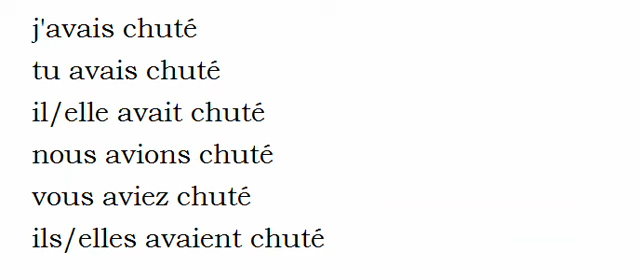 j'avais chuté
tu avais chuté
il/elle avait chuté
nous avions chuté
vous aviez chuté
ils/elles avaient chuté